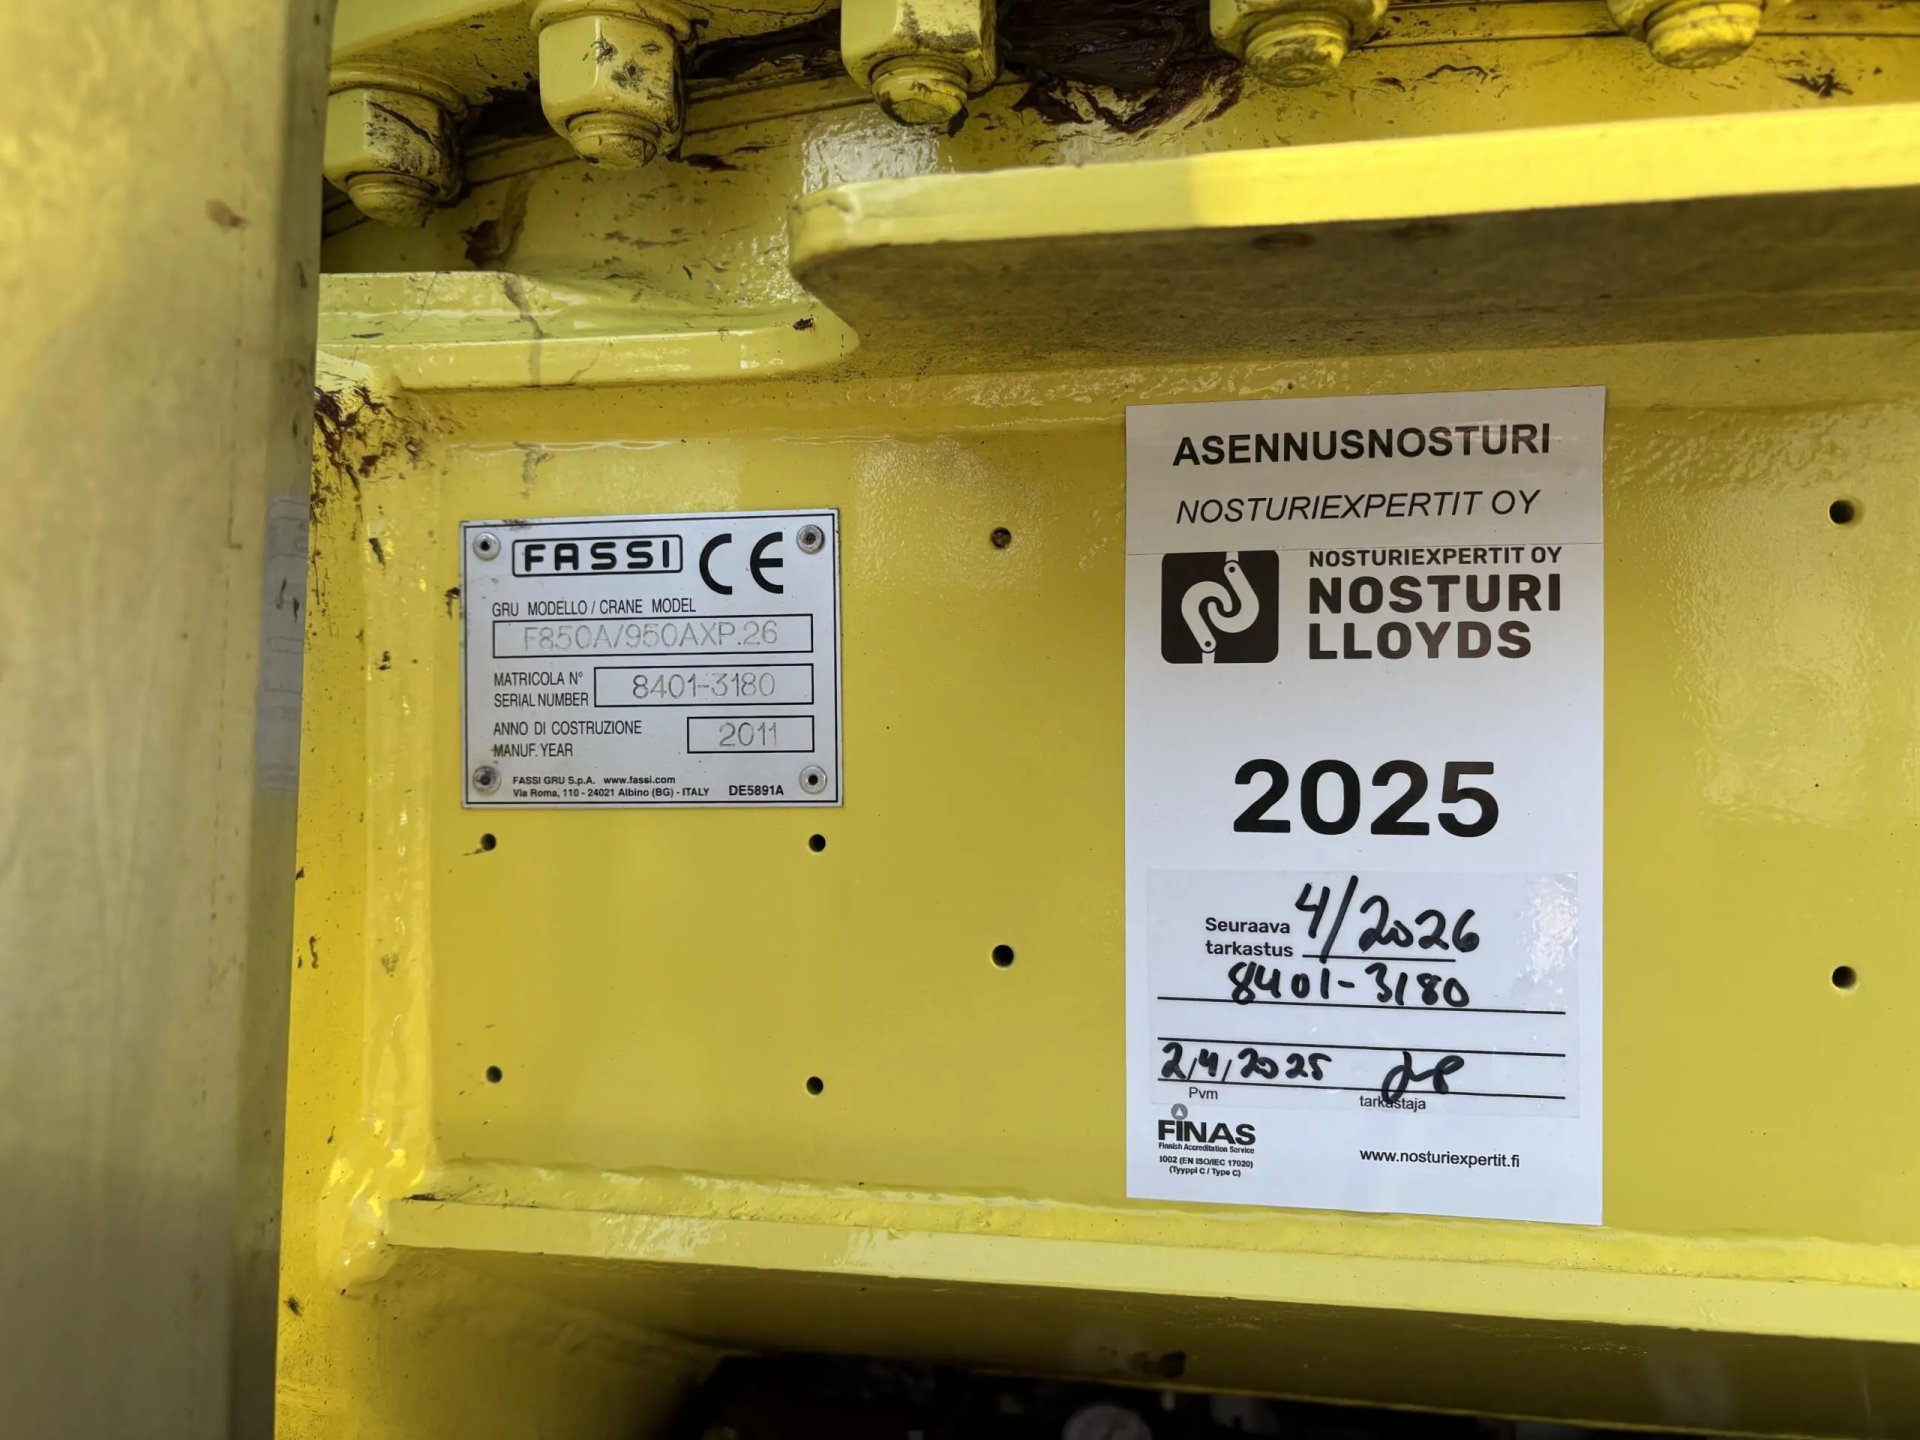 FASSI CE
GRU MODELLO / CRANE MODEL
F850A/950AXP.26
MATRICOLA N°
SERIAL NUMBER
8401-3180
ANNO DI COSTRUZIONE
MANUF. YEAR
2011
FASSI GRU S.p.A. www.fassi.com
Via Roma, 110 - 24021 Albino (BG) - ITALY DE5891A
ASENNUSNOSTURI
NOSTURIEXPERTIT OY
NOSTURIEXPERTIT OY
NOSTURI
LLOYDS
2025
Seuraava
tarkastus
4/2026
8401-3180
2/4/2025
Pvm
tarkastaja
FINAS
Finnish Accreditation Service
I002 (EN ISO/IEC 17020)
(Tyyppi C / Type C)
www.nosturiexpertit.fi